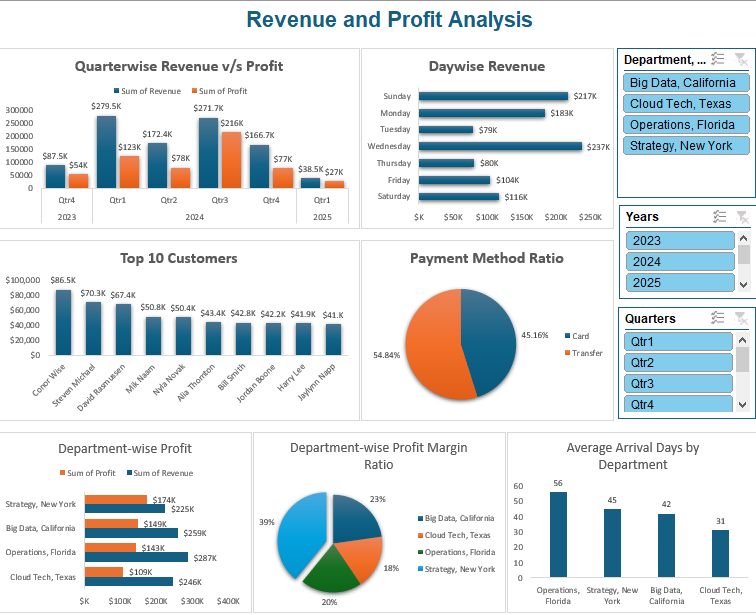 Revenue and Profit Analysis
Quarterwise Revenue v/s Profit
Sum of Revenue Sum of Profit
300000
250000
200000
150000
100000
50000
0
$87.5K
$54K
$279.5K
$123K
$172.4K
$78K
$271.7K
$216K
$166.7K
$77K
$38.5K
$27K
Qtr4 Qtr1 Qtr2 Qtr3 Qtr4 Qtr1
2023 2024 2025
Daywise Revenue
Sunday $217K
Monday $183K
Tuesday $79K
Wednesday $237K
Thursday $80K
Friday $104K
Saturday $116K
$K $50K $100K $150K $200K $250K
Department, ...
Big Data, California
Cloud Tech, Texas
Operations, Florida
Strategy, New York
Years
2023
2024
2025
Quarters
Qtr1
Qtr2
Qtr3
Qtr4
Top 10 Customers
$100,000
$80,000
$60,000
$40,000
$20,000
$0
$86.5K
$70.3K
$67.4K
$50.8K
$50.4K
$43.4K
$42.8K
$42.2K
$41.9K
$41.K
Conor Wise
Steven Michael
David Rasmussen
Mik Naam
Nyla Novak
Alla Thornton
Bill Smith
Jordan Boone
Harry Lee
Jaylynn Napp
Payment Method Ratio
45.16%
54.84%
Card
Transfer
Department-wise Profit
Sum of Profit Sum of Revenue
Strategy, New York $174K
$225K
Big Data, California $149K
$259K
Operations, Florida $143K
$287K
Cloud Tech, Texas $109K
$246K
$K $100K $200K $300K $400K
Department-wise Profit Margin
Ratio
23%
18%
20%
39%
Big Data, California
Cloud Tech, Texas
Operations, Florida
Strategy, New York
Average Arrival Days by
Department
60
50
40
30
20
10
0
56
45
42
31
Operations,
Florida
Strategy, New
York
Big Data,
California
Cloud Tech,
Texas